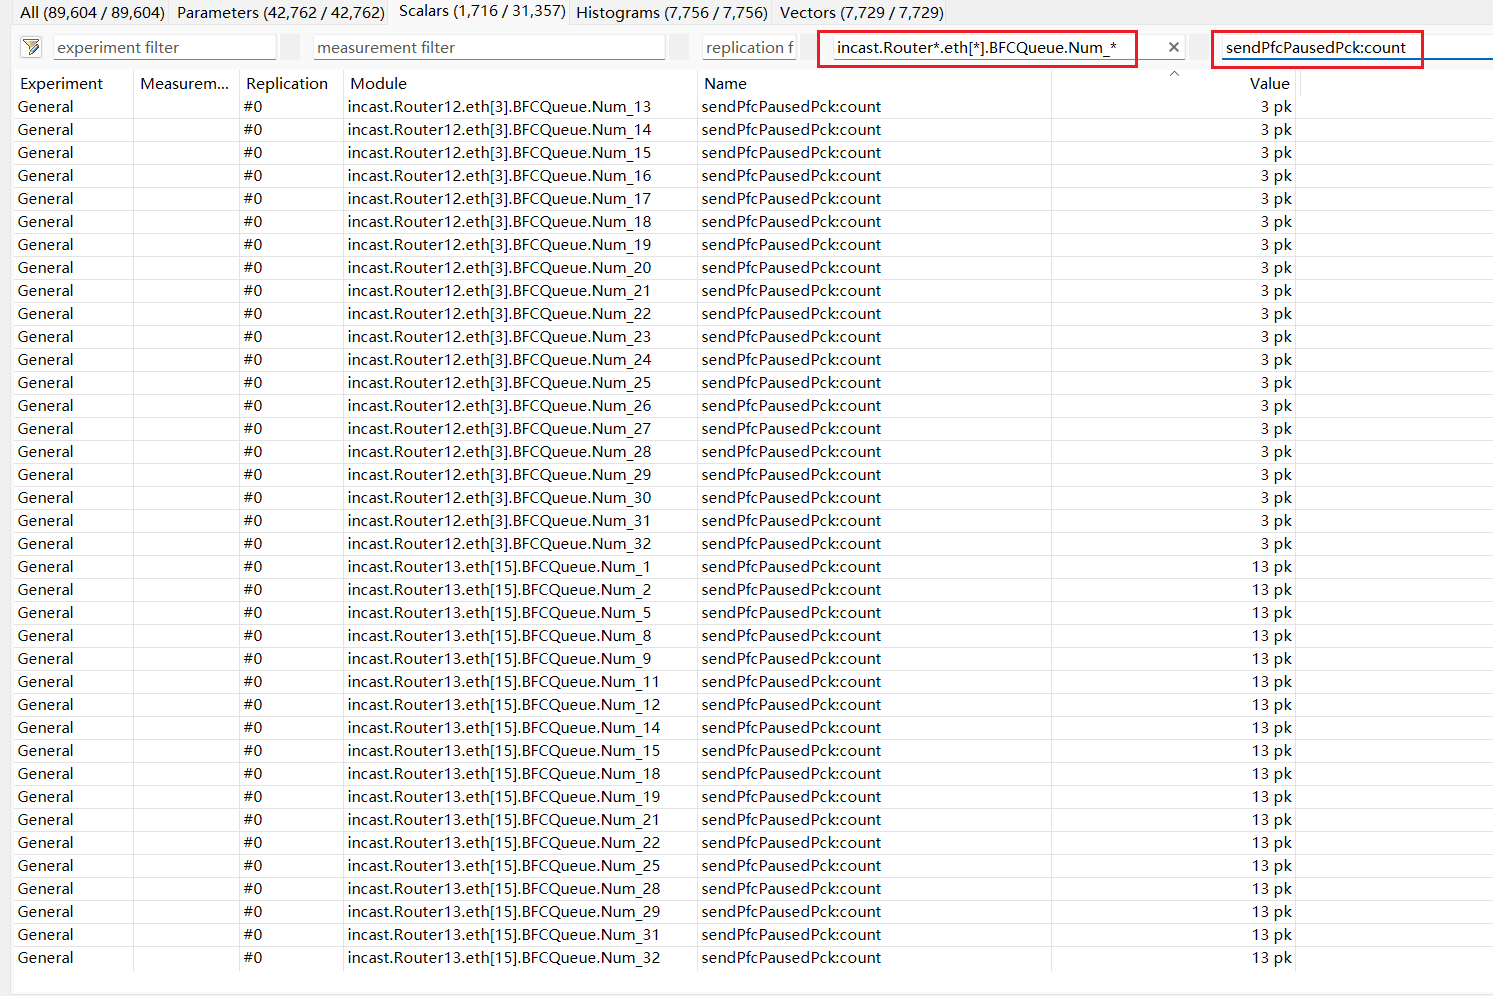 All (89,604 / 89,604) Parameters (42,762 / 42,762) Scalars (1,716 / 31,357) Histograms (7,756 / 7,756) Vectors (7,729 / 7,729)
experiment filter measurement filter replication f incast.Router*.eth[*].BFCQueue.Num_* sendPfcPausedPck:count
Experiment Measurem... Replication Module Name Value
General #0 incast.Router12.eth[3].BFCQueue.Num_13 sendPfcPausedPck:count 3 pk
General #0 incast.Router12.eth[3].BFCQueue.Num_14 sendPfcPausedPck:count 3 pk
General #0 incast.Router12.eth[3].BFCQueue.Num_15 sendPfcPausedPck:count 3 pk
General #0 incast.Router12.eth[3].BFCQueue.Num_16 sendPfcPausedPck:count 3 pk
General #0 incast.Router12.eth[3].BFCQueue.Num_17 sendPfcPausedPck:count 3 pk
General #0 incast.Router12.eth[3].BFCQueue.Num_18 sendPfcPausedPck:count 3 pk
General #0 incast.Router12.eth[3].BFCQueue.Num_19 sendPfcPausedPck:count 3 pk
General #0 incast.Router12.eth[3].BFCQueue.Num_20 sendPfcPausedPck:count 3 pk
General #0 incast.Router12.eth[3].BFCQueue.Num_21 sendPfcPausedPck:count 3 pk
General #0 incast.Router12.eth[3].BFCQueue.Num_22 sendPfcPausedPck:count 3 pk
General #0 incast.Router12.eth[3].BFCQueue.Num_23 sendPfcPausedPck:count 3 pk
General #0 incast.Router12.eth[3].BFCQueue.Num_24 sendPfcPausedPck:count 3 pk
General #0 incast.Router12.eth[3].BFCQueue.Num_25 sendPfcPausedPck:count 3 pk
General #0 incast.Router12.eth[3].BFCQueue.Num_26 sendPfcPausedPck:count 3 pk
General #0 incast.Router12.eth[3].BFCQueue.Num_27 sendPfcPausedPck:count 3 pk
General #0 incast.Router12.eth[3].BFCQueue.Num_28 sendPfcPausedPck:count 3 pk
General #0 incast.Router12.eth[3].BFCQueue.Num_29 sendPfcPausedPck:count 3 pk
General #0 incast.Router12.eth[3].BFCQueue.Num_30 sendPfcPausedPck:count 3 pk
General #0 incast.Router12.eth[3].BFCQueue.Num_31 sendPfcPausedPck:count 3 pk
General #0 incast.Router12.eth[3].BFCQueue.Num_32 sendPfcPausedPck:count 3 pk
General #0 incast.Router13.eth[15].BFCQueue.Num_1 sendPfcPausedPck:count 13 pk
General #0 incast.Router13.eth[15].BFCQueue.Num_2 sendPfcPausedPck:count 13 pk
General #0 incast.Router13.eth[15].BFCQueue.Num_5 sendPfcPausedPck:count 13 pk
General #0 incast.Router13.eth[15].BFCQueue.Num_8 sendPfcPausedPck:count 13 pk
General #0 incast.Router13.eth[15].BFCQueue.Num_9 sendPfcPausedPck:count 13 pk
General #0 incast.Router13.eth[15].BFCQueue.Num_11 sendPfcPausedPck:count 13 pk
General #0 incast.Router13.eth[15].BFCQueue.Num_12 sendPfcPausedPck:count 13 pk
General #0 incast.Router13.eth[15].BFCQueue.Num_14 sendPfcPausedPck:count 13 pk
General #0 incast.Router13.eth[15].BFCQueue.Num_15 sendPfcPausedPck:count 13 pk
General #0 incast.Router13.eth[15].BFCQueue.Num_18 sendPfcPausedPck:count 13 pk
General #0 incast.Router13.eth[15].BFCQueue.Num_19 sendPfcPausedPck:count 13 pk
General #0 incast.Router13.eth[15].BFCQueue.Num_21 sendPfcPausedPck:count 13 pk
General #0 incast.Router13.eth[15].BFCQueue.Num_22 sendPfcPausedPck:count 13 pk
General #0 incast.Router13.eth[15].BFCQueue.Num_25 sendPfcPausedPck:count 13 pk
General #0 incast.Router13.eth[15].BFCQueue.Num_28 sendPfcPausedPck:count 13 pk
General #0 incast.Router13.eth[15].BFCQueue.Num_29 sendPfcPausedPck:count 13 pk
General #0 incast.Router13.eth[15].BFCQueue.Num_31 sendPfcPausedPck:count 13 pk
General #0 incast.Router13.eth[15].BFCQueue.Num_32 sendPfcPausedPck:count 13 pk